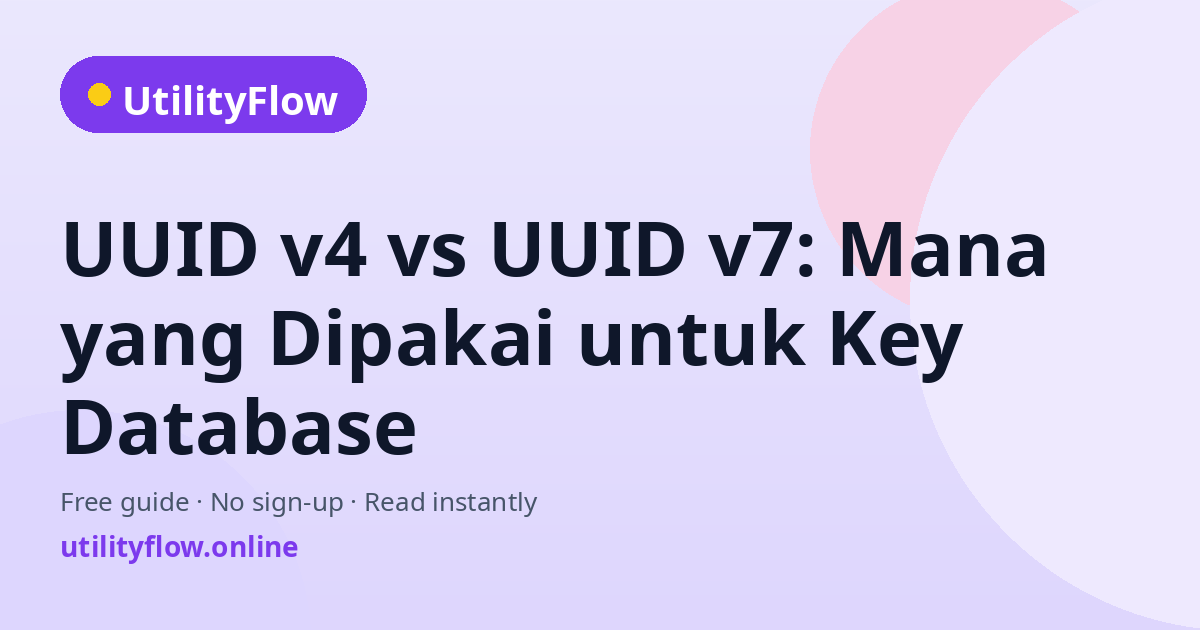 UtilityFlow
UUID v4 vs UUID v7: Mana
yang Dipakai untuk Key
Database
Free guide · No sign-up · Read instantly
utilityflow.online